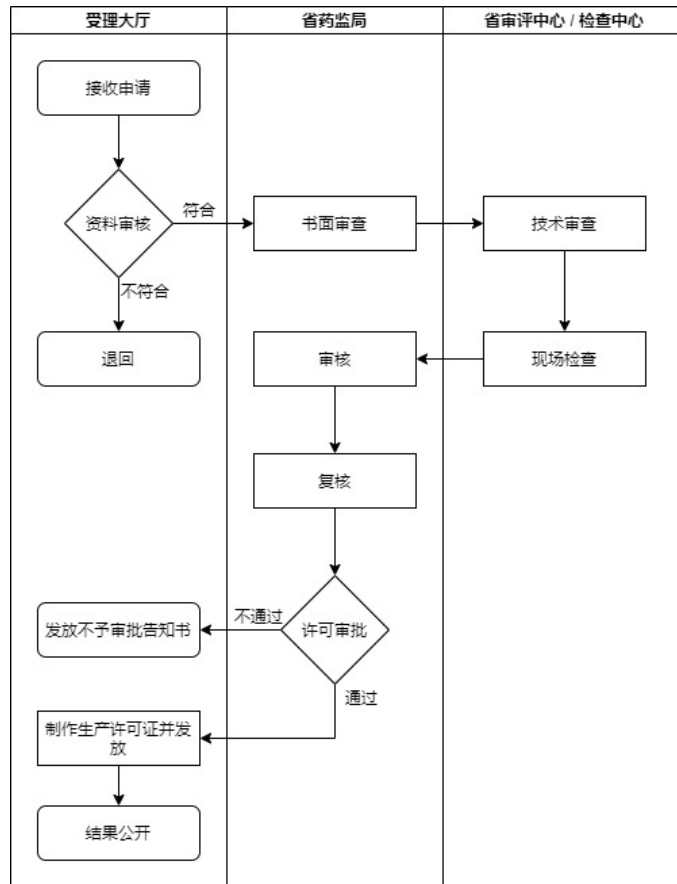 受理大厅
省药监局
省审评中心 / 检查中心
接收申请
资料审核
符合
书面审查
技术审查
不符合
退回
审核
现场检查
复核
发放不予审批告知书
不通过
许可审批
通过
制作生产许可证并发
放
结果公开